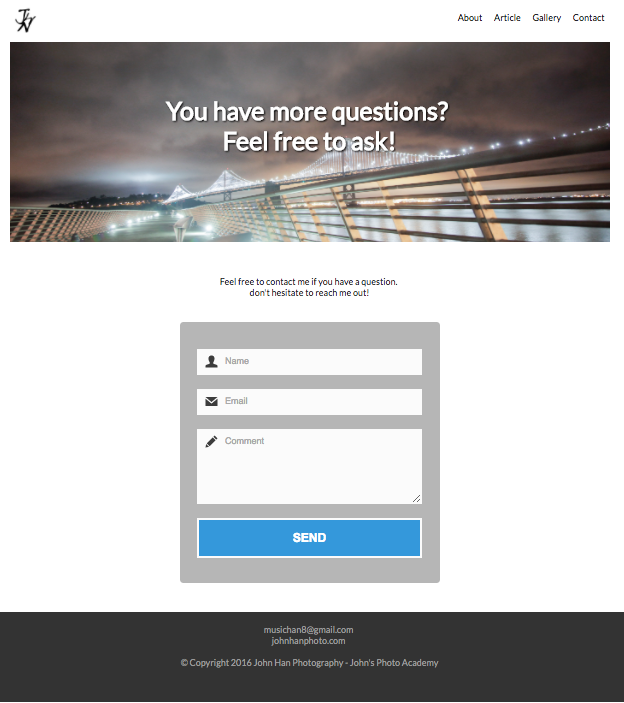 About Article Gallery Contact
You have more questions?
Feel free to ask!
Feel free to contact me if you have a question.
don't hesitate to reach me out!
Name
Email
Comment
SEND
musichan8@gmail.com
johnhanphoto.com
© Copyright 2016 John Han Photography - John's Photo Academy